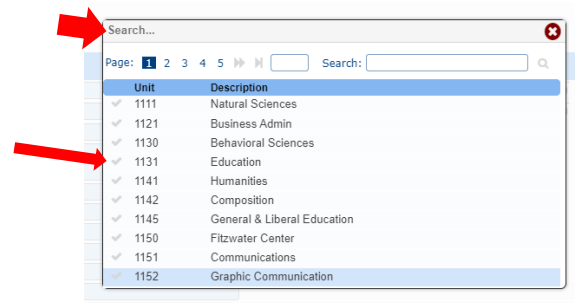 Search...
Page: 1 2 3 4 5 Search:
Unit Description
1111 Natural Sciences
1121 Business Admin
1130 Behavioral Sciences
1131 Education
1141 Humanities
1142 Composition
1145 General & Liberal Education
1150 Fitzwater Center
1151 Communications
1152 Graphic Communication